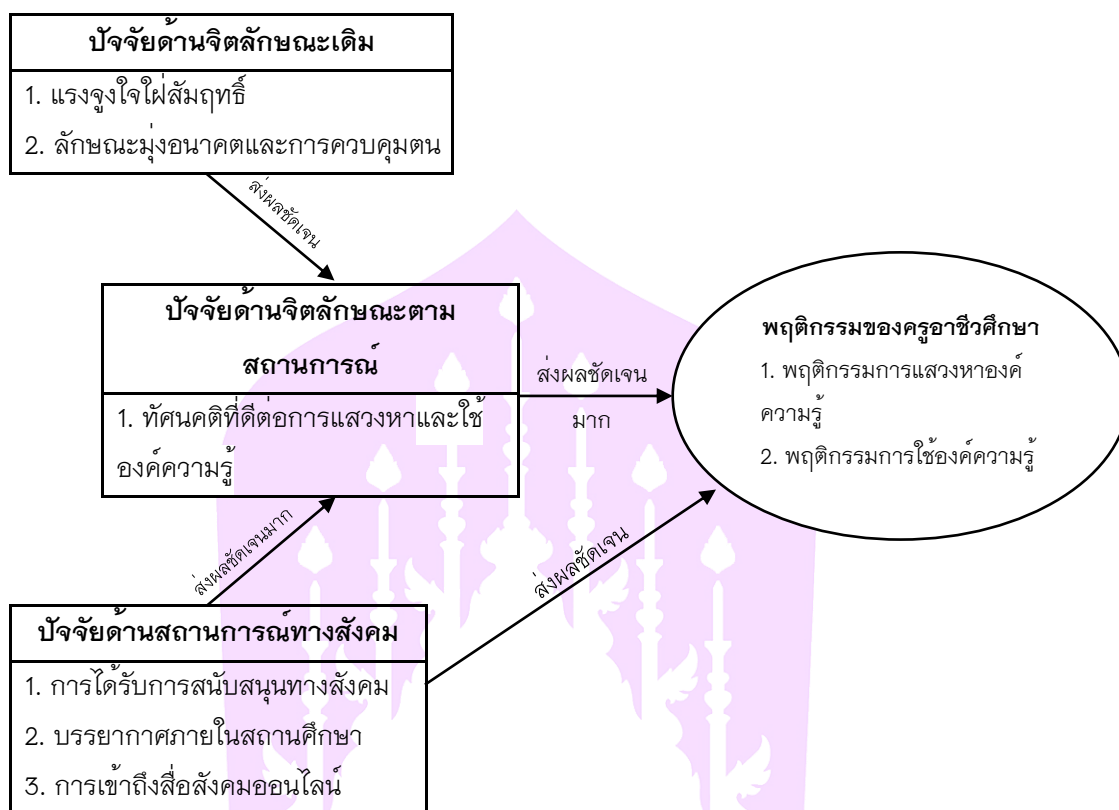 ปัจจัยด้านจิตลักษณะเดิม
1. แรงจูงใจใฝ่สัมฤทธิ์
2. ลักษณะมุ่งอนาคตและการควบคุมตน
ส่งผลชัดเจน
ปัจจัยด้านจิตลักษณะตาม
สถานการณ์
1. ทัศนคติที่ดีต่อการแสวงหาและใช้
องค์ความรู้
ส่งผลชัดเจน
มาก
พฤติกรรมของครูอาชีวศึกษา
1. พฤติกรรมการแสวงหาองค์
ความรู้
2. พฤติกรรมการใช้องค์ความรู้
ส่งผลชัดเจนมาก
ส่งผลชัดเจน
ปัจจัยด้านสถานการณ์ทางสังคม
1. การได้รับการสนับสนุนทางสังคม
2. บรรยากาศภายในสถานศึกษา
3. การเข้าถึงสื่อสังคมออนไลน์